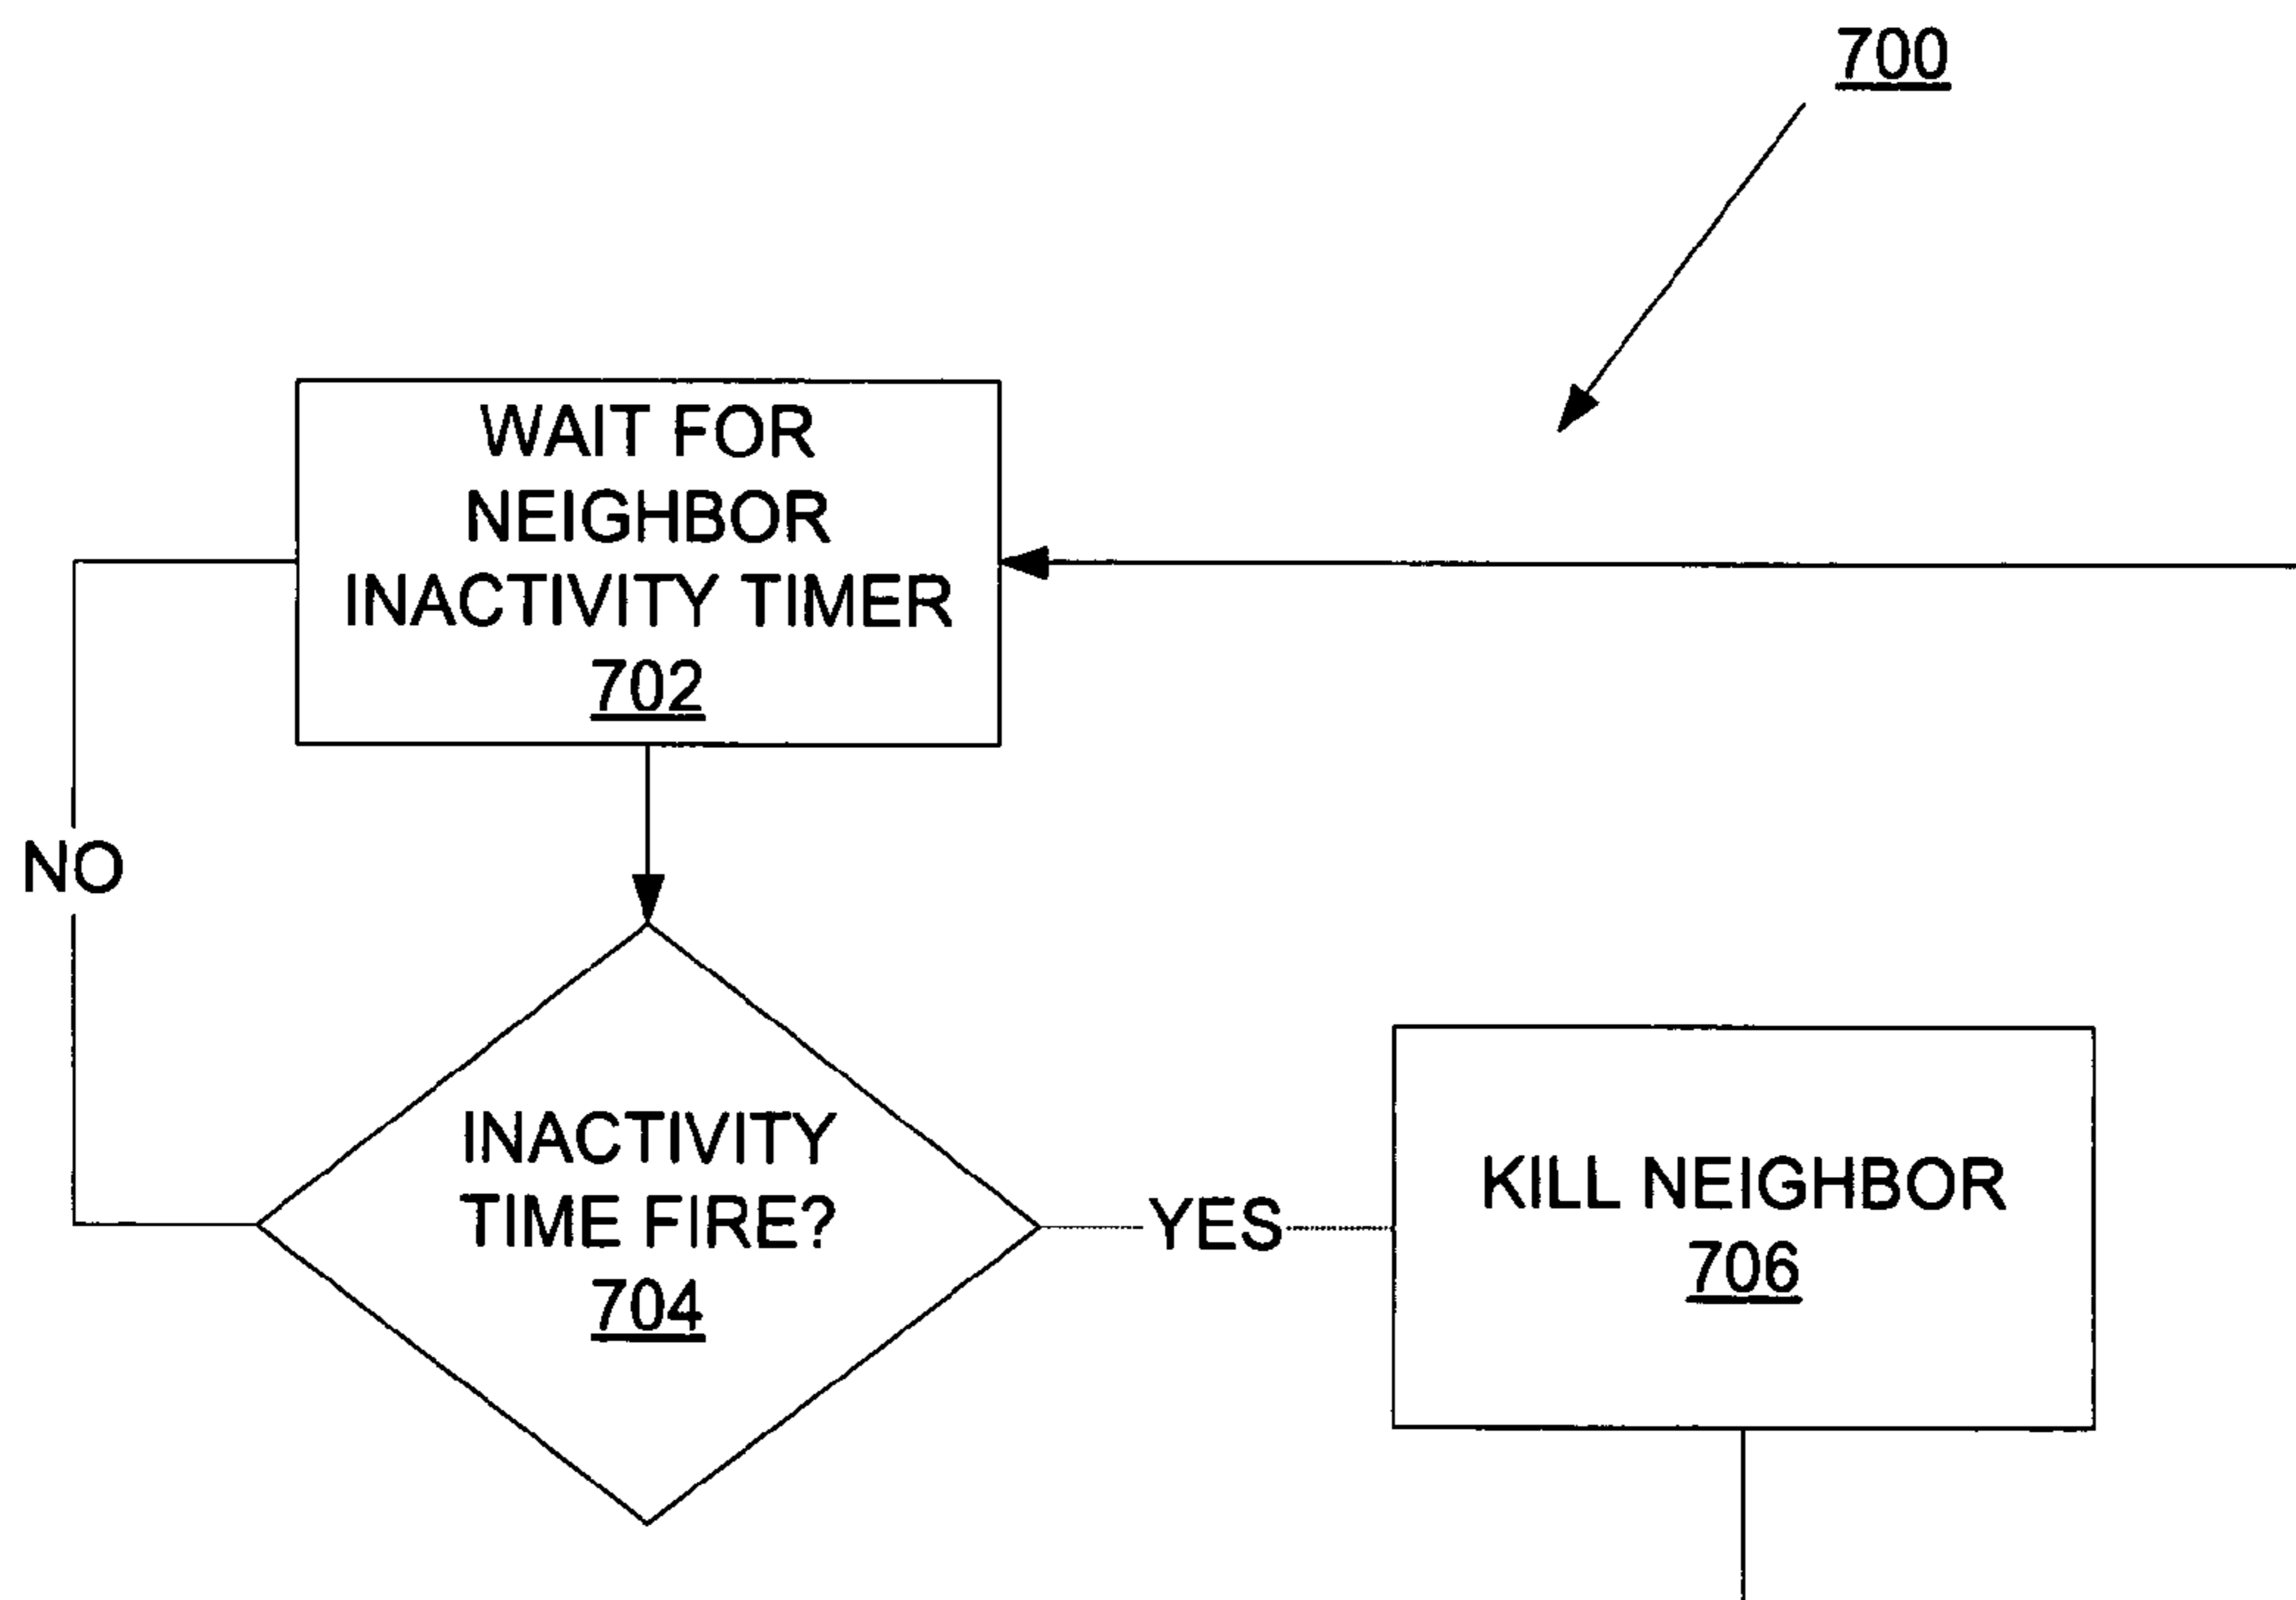 700
WAIT FOR
NEIGHBOR
INACTIVITY TIMER
702
NO
INACTIVITY
TIME FIRE?
704
YES
KILL NEIGHBOR
706